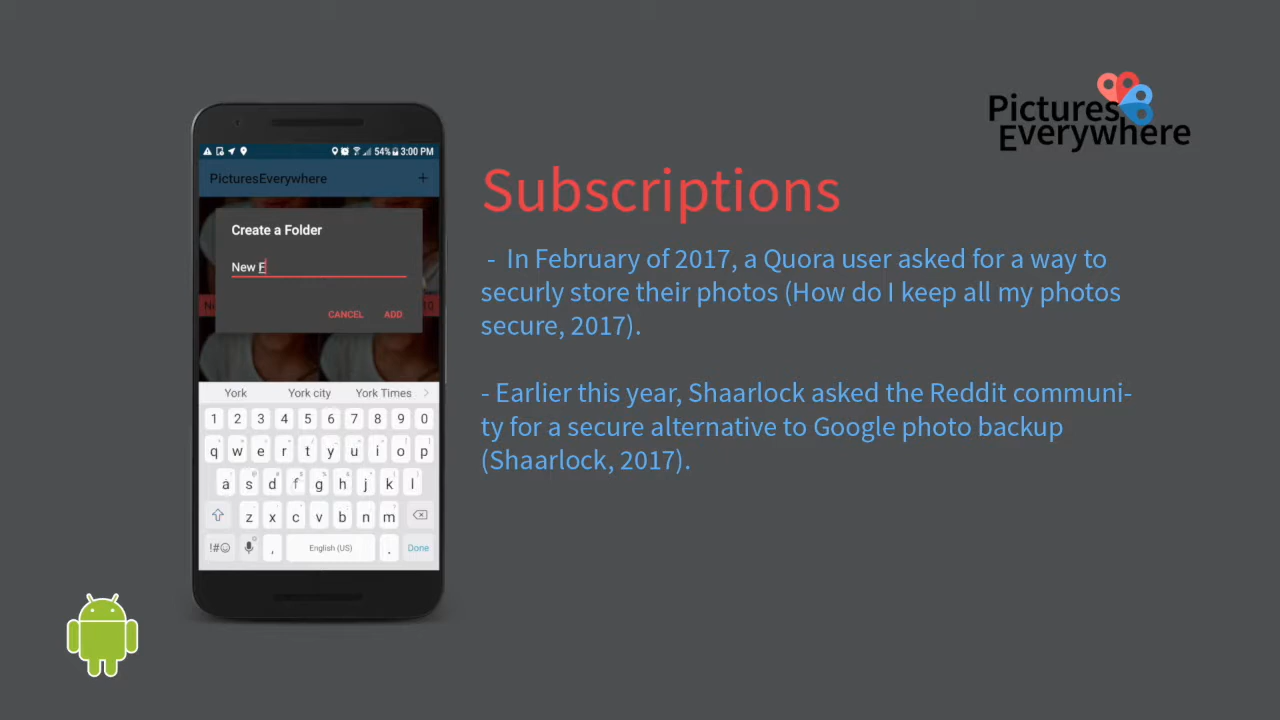 Pictures
Everywhere
54% 3:00 PM
PicturesEverywhere +
Create a Folder
New F
CANCEL ADD
York York city York Times
1 2 3 4 5 6 7 8 9 0
q w e r t y u i o p
a s d f g h j k l
z x c v b n m
!#☺ , English (US) . Done
Subscriptions
- In February of 2017, a Quora user asked for a way to
securly store their photos (How do I keep all my photos
secure, 2017).
- Earlier this year, Shaarlock asked the Reddit communi-
ty for a secure alternative to Google photo backup
(Shaarlock, 2017).